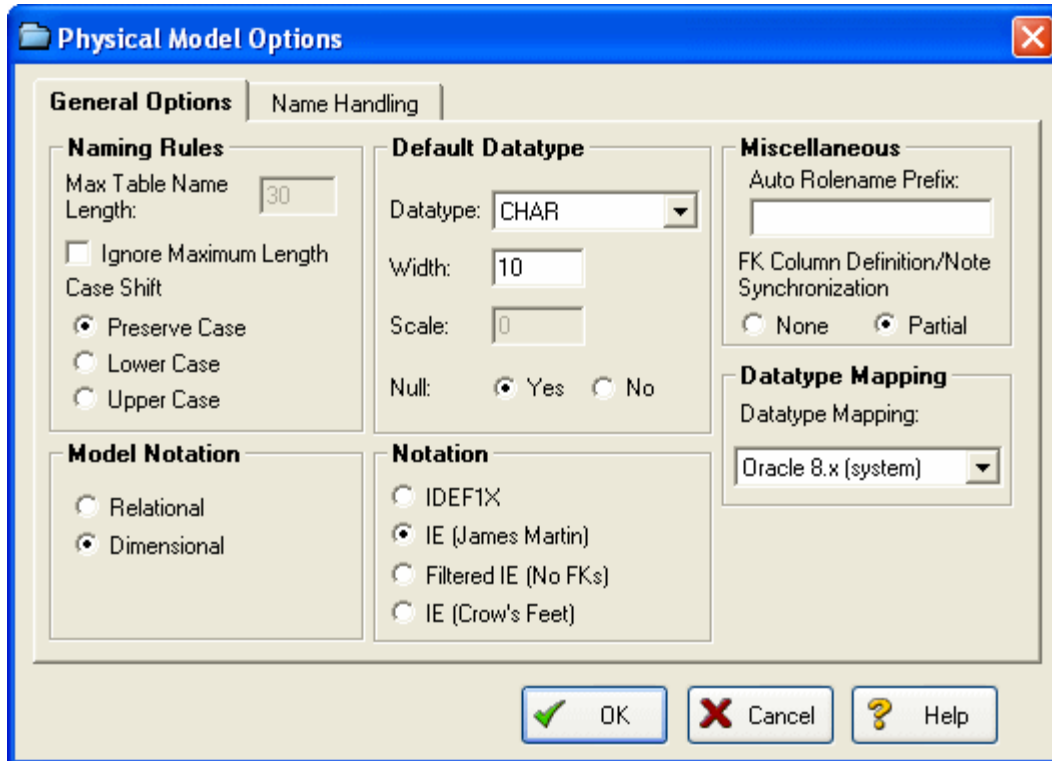 Physical Model Options
General Options
Name Handling
Naming Rules
Max Table Name
Length:
30
Ignore Maximum Length
Case Shift
Preserve Case
Lower Case
Upper Case
Default Datatype
Datatype: CHAR
Width: 10
Scale: 0
Null: Yes No
Miscellaneous
Auto Rolename Prefix:
FK Column Definition/Note
Synchronization
None Partial
Datatype Mapping
Datatype Mapping:
Oracle 8.x (system)
Model Notation
Relational
Dimensional
Notation
IDEF1X
IE (James Martin)
Filtered IE (No FKs)
IE (Crow's Feet)
OK
Cancel
Help